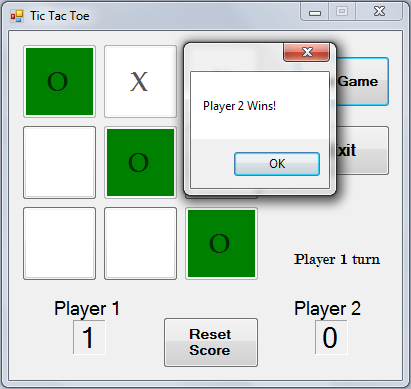 Tic Tac Toe
O X
Player 2 Wins!
Game
OK
O
xit
O
Player 1 turn
Player 1
Player 2
1
Reset
Score
0